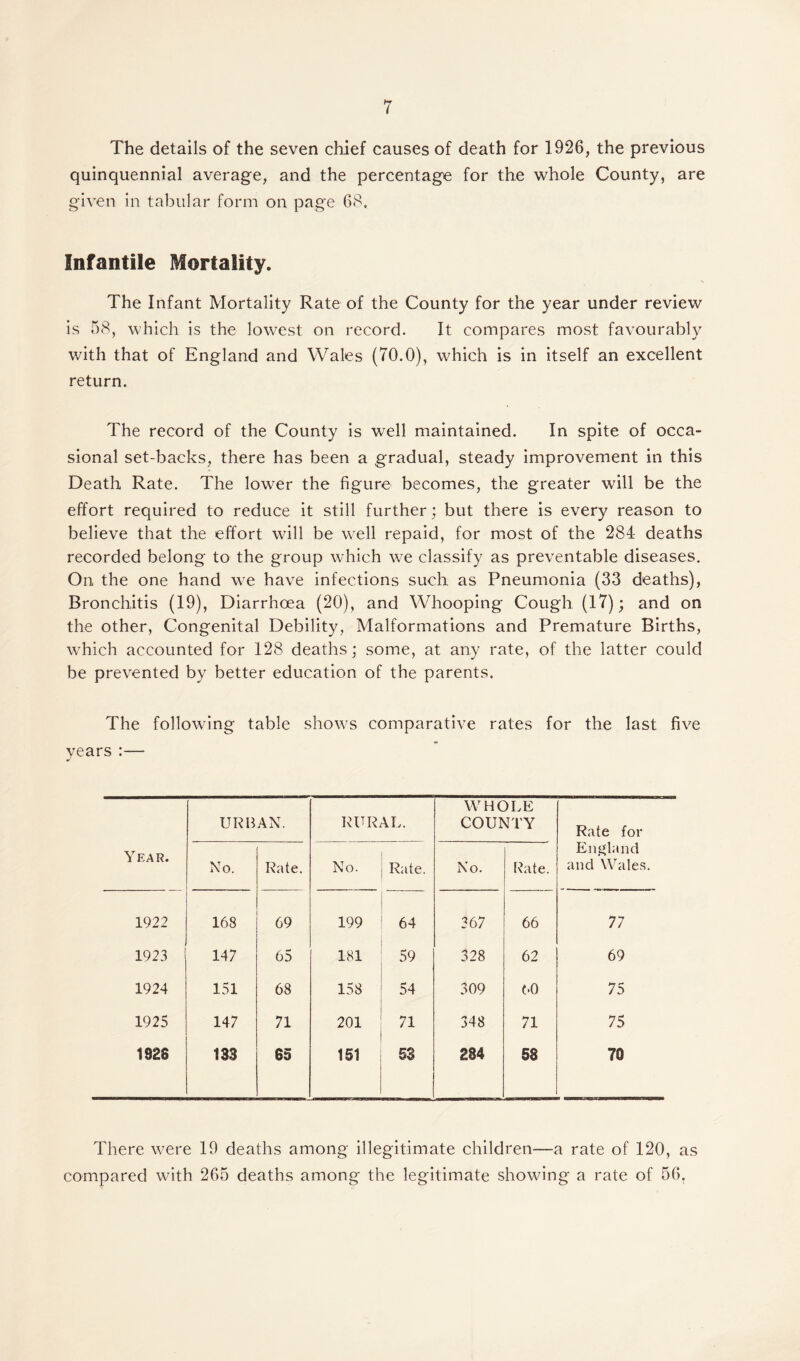 7
The details of the seven chief causes of death for 1926, the previous
quinquennial average, and the percentage for the whole County, are
given in tabular form on page 68.
Infantile Mortality.
The Infant Mortality Rate of the County for the year under review
is 58, which is the lowest on record. It compares most favourably
with that of England and Wales (70.0), which is in itself an excellent
return.
The record of the County is well maintained. In spite of occa-
sional set-backs, there has been a gradual, steady improvement in this
Death Rate. The lower the figure becomes, the greater will be the
effort required to reduce it still further; but there is every reason to
believe that the effort will be well repaid, for most of the 284 deaths
recorded belong to the group which we classify as preventable diseases.
On the one hand we have infections such as Pneumonia (33 deaths),
Bronchitis (19), Diarrhœa (20), and Whooping Cough (17); and on
the other, Congenital Debility, Malformations and Premature Births,
which accounted for 128 deaths; some, at any rate, of the latter could
be prevented by better education of the parents.
The following table shows comparative rates for the last five
years :—
YEAR. URBAN. RURAL. WHOLE COUNTY Rate for England and Wales.
No. Rate. No. Rate. No. Rate.
1922 168 69 199 64 367 66 77
1923 147 65 181 59 328 62 69
1924 151 68 158 54 309 60 75
1925 147 71 201 71 348 71 75
1926 133 65 151 53 284 58 70
There were 19 deaths among illegitimate children—a rate of 120, as
compared with 265 deaths among the legitimate showing a rate of 56.